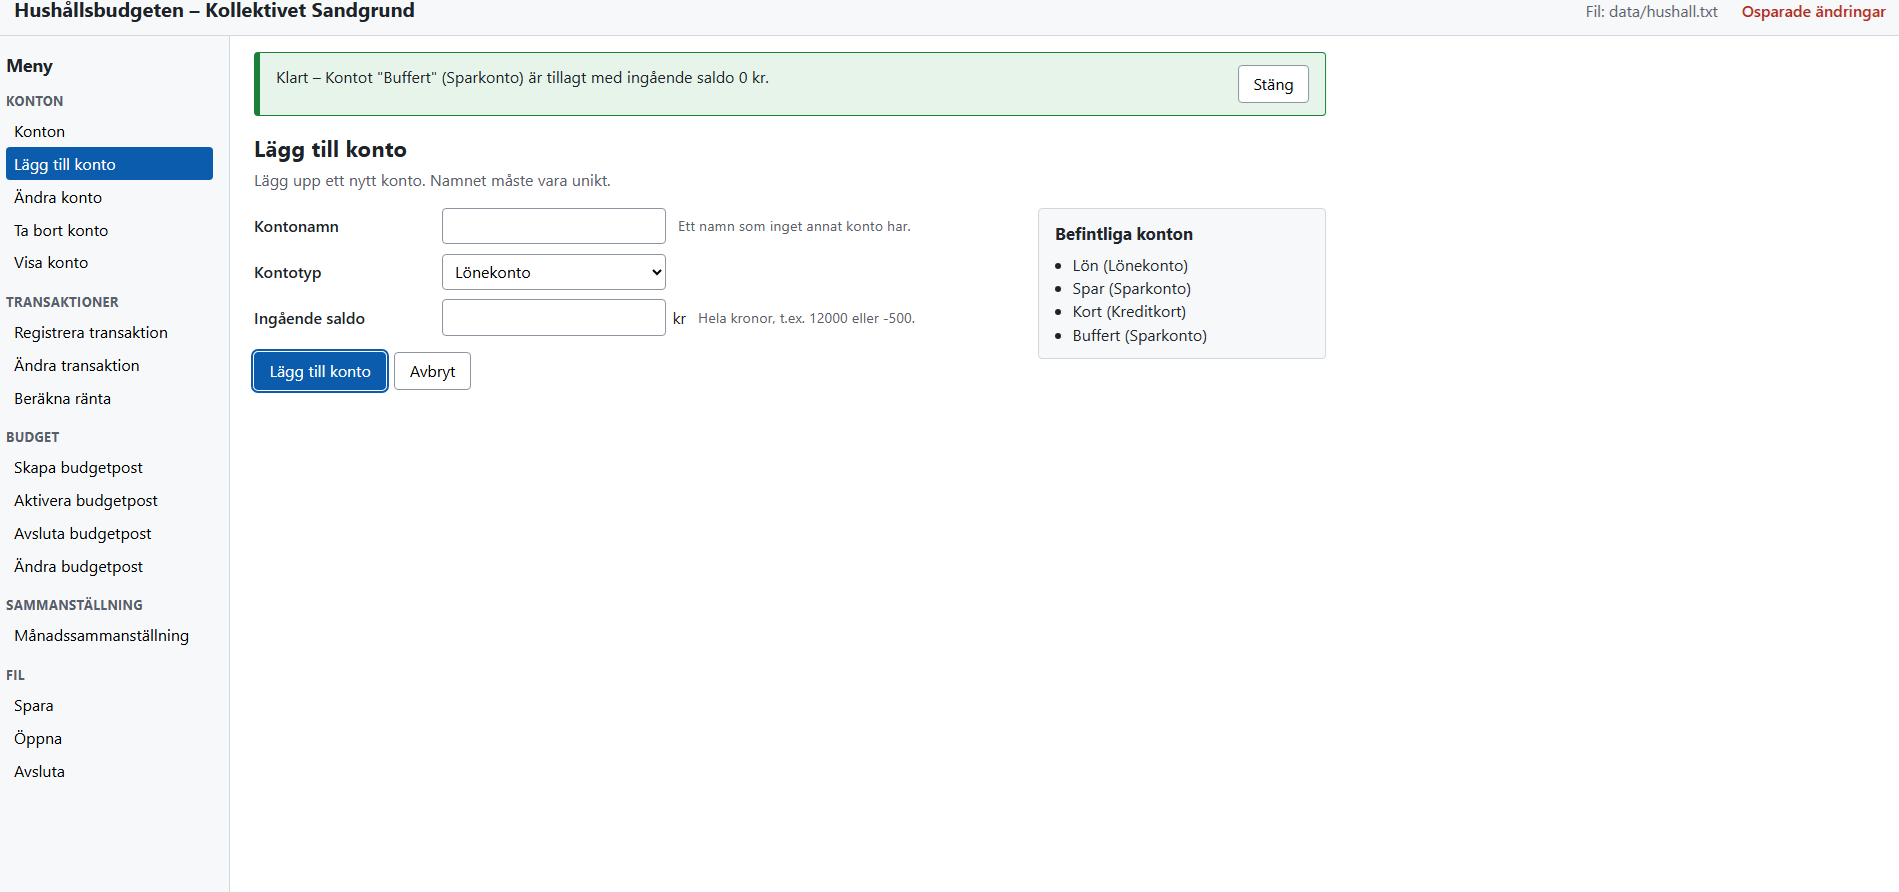 Hushållsbudgeten – Kollektivet Sandgrund
Fil: data/hushall.txt
Osparade ändringar
Meny
KONTON
Konton
Lägg till konto
Ändra konto
Ta bort konto
Visa konto
TRANSAKTIONER
Registrera transaktion
Ändra transaktion
Beräkna ränta
BUDGET
Skapa budgetpost
Aktivera budgetpost
Avsluta budgetpost
Ändra budgetpost
SAMMANSTÄLLNING
Månadssammanställning
FIL
Spara
Öppna
Avsluta
Klart – Kontot "Buffert" (Sparkonto) är tillagt med ingående saldo 0 kr.
Stäng
Lägg till konto
Lägg upp ett nytt konto. Namnet måste vara unikt.
Kontonamn
Ett namn som inget annat konto har.
Kontotyp
Lönekonto
Ingående saldo
kr
Hela kronor, t.ex. 12000 eller -500.
Lägg till konto
Avbryt
Befintliga konton
Lön (Lönekonto)
Spar (Sparkonto)
Kort (Kreditkort)
Buffert (Sparkonto)